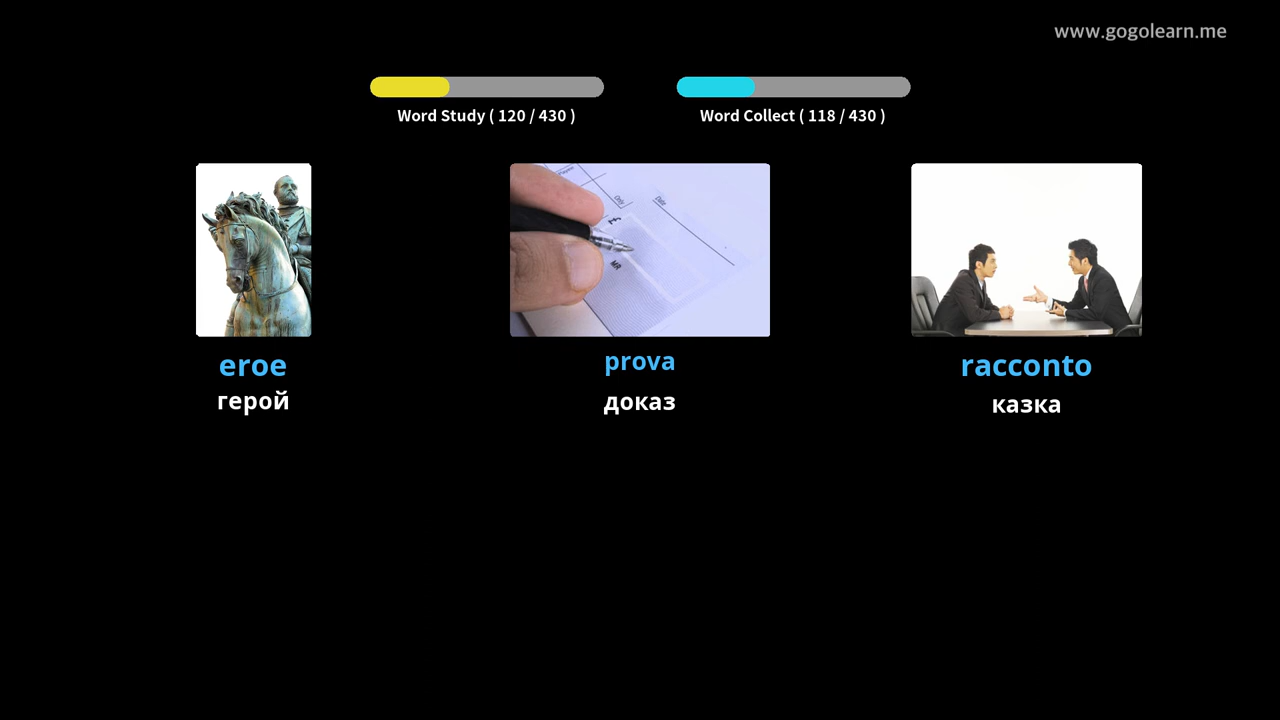 www.gogolearn.me
Word Study ( 120 / 430 )
Word Collect ( 118 / 430 )
eroe
герой
prova
доказ
racconto
казка